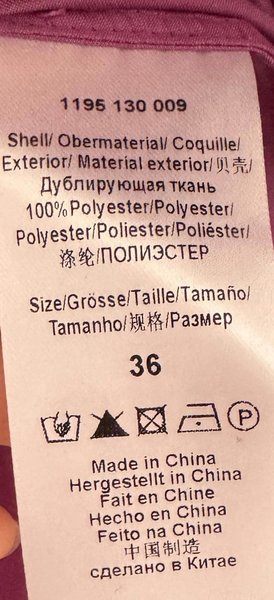 1195 130 009
Shell/ Obermaterial/ Coquille/
Exterior/ Material exterior/贝壳/
Дублирующая ткань
100%Polyester/Polyester/
Polyester/Poliester/Poliéster/
涤纶/ПОЛИЭСТЕР
Size/Grösse/Taille/Tamaño/
Tamanho/规格/Размер
36
P
Made in China
Hergestellt in China
Fait en Chine
Hecho en China
Feito na China
中国制造
сделано в Китае